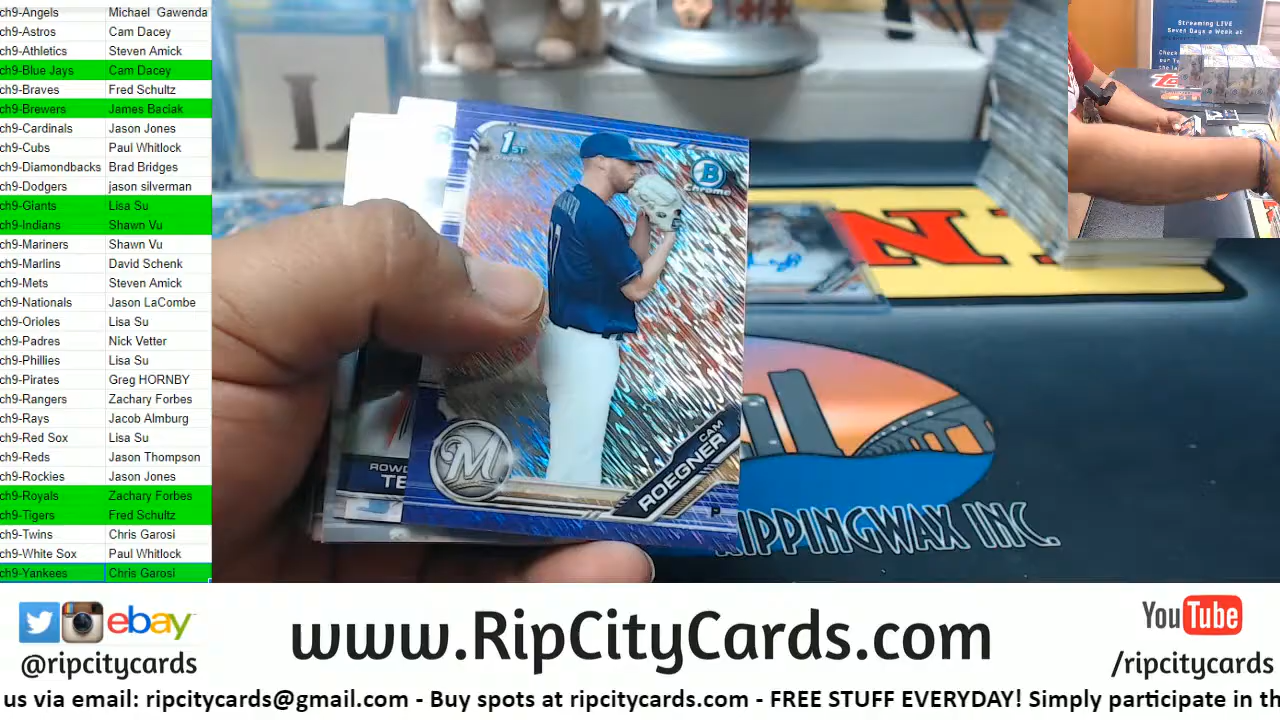 ch9-Angels Michael Gawenda
ch9-Astros Cam Dacey
ch9-Athletics Steven Amick
ch9-Blue Jays Cam Dacey
ch9-Braves Fred Schultz
ch9-Brewers James Baciak
ch9-Cardinals Jason Jones
ch9-Cubs Paul Whitlock
ch9-Diamondbacks Brad Bridges
ch9-Dodgers jason silverman
ch9-Giants Lisa Su
ch9-Indians Shawn Vu
ch9-Mariners Shawn Vu
ch9-Marlins David Schenk
ch9-Mets Steven Amick
ch9-Nationals Jason LaCombe
ch9-Orioles Lisa Su
ch9-Padres Nick Vetter
ch9-Phillies Lisa Su
ch9-Pirates Greg HORNBY
ch9-Rangers Zachary Forbes
ch9-Rays Jacob Almburg
ch9-Red Sox Lisa Su
ch9-Reds Jason Thompson
ch9-Rockies Jason Jones
ch9-Royals Zachary Forbes
ch9-Tigers Fred Schultz
ch9-Twins Chris Garosi
ch9-White Sox Paul Whitlock
ch9-Yankees Chris Garosi
1ST
B
Chrome
M
CAM
ROEGNER
P
ROWD
TE
RIPPINGWAX INC.
Streaming LIVE
Seven Days a Week at
ebay
@ripcitycards
www.RipCityCards.com
YouTube
/ripcitycards
us via email: ripcitycards@gmail.com - Buy spots at ripcitycards.com - FREE STUFF EVERYDAY! Simply participate in th